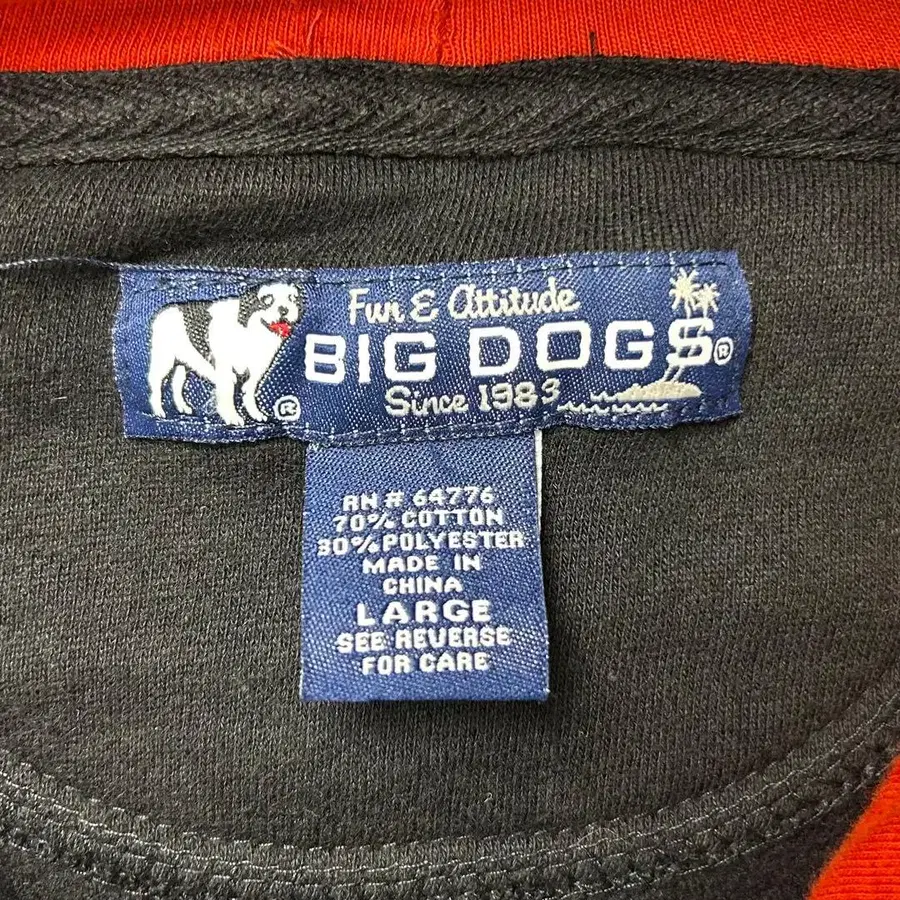 Fun & Attitude
BIG DOGS®
Since 1983
®
RN # 64776
70% COTTON
30% POLYESTER
MADE IN
CHINA
LARGE
SEE REVERSE
FOR CARE